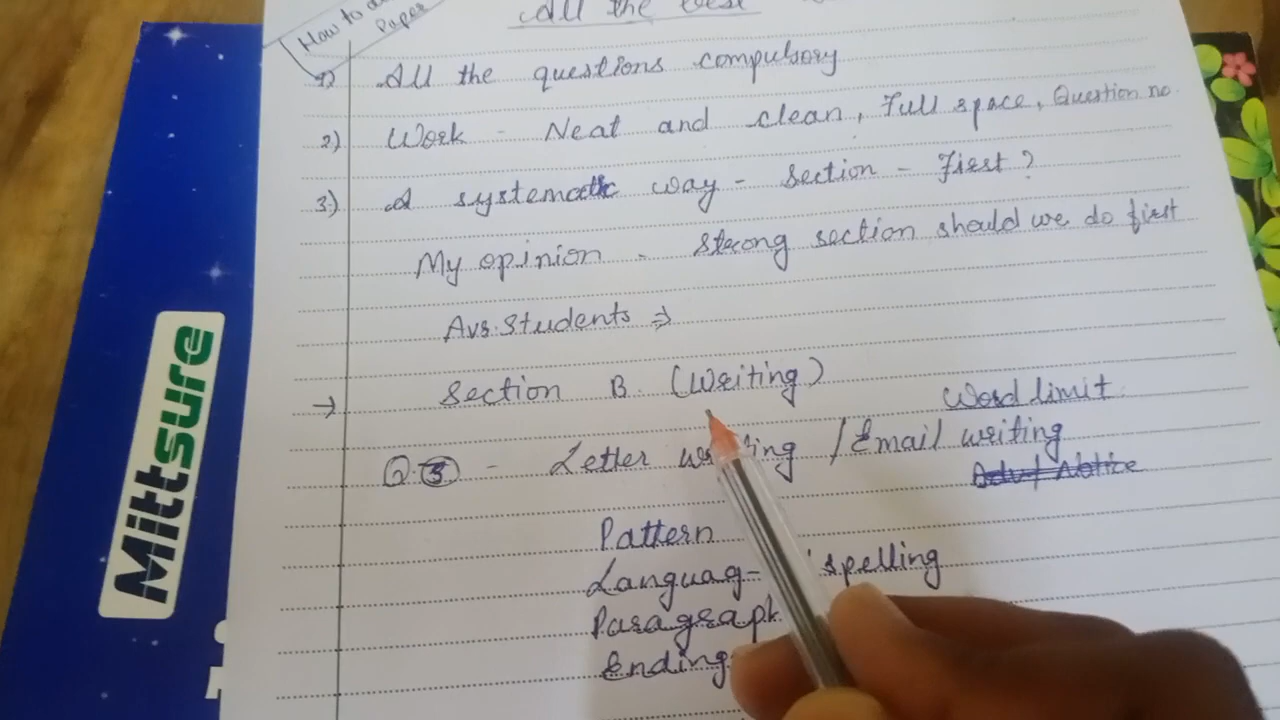 How to
Paper
All the best
1) All the questions compulsory
2) Work - Neat and clean, Full space, Question no.
3) A systematic way - Section - First?
My opinion - Strong section should we do first
Avg. Students ⇒
→ Section B. (Writing)
Word limit
Q. 3 - Letter writing / Email writing
Advt Notice
Pattern
Languag- spelling
Paragraph
Ending
Mittsure